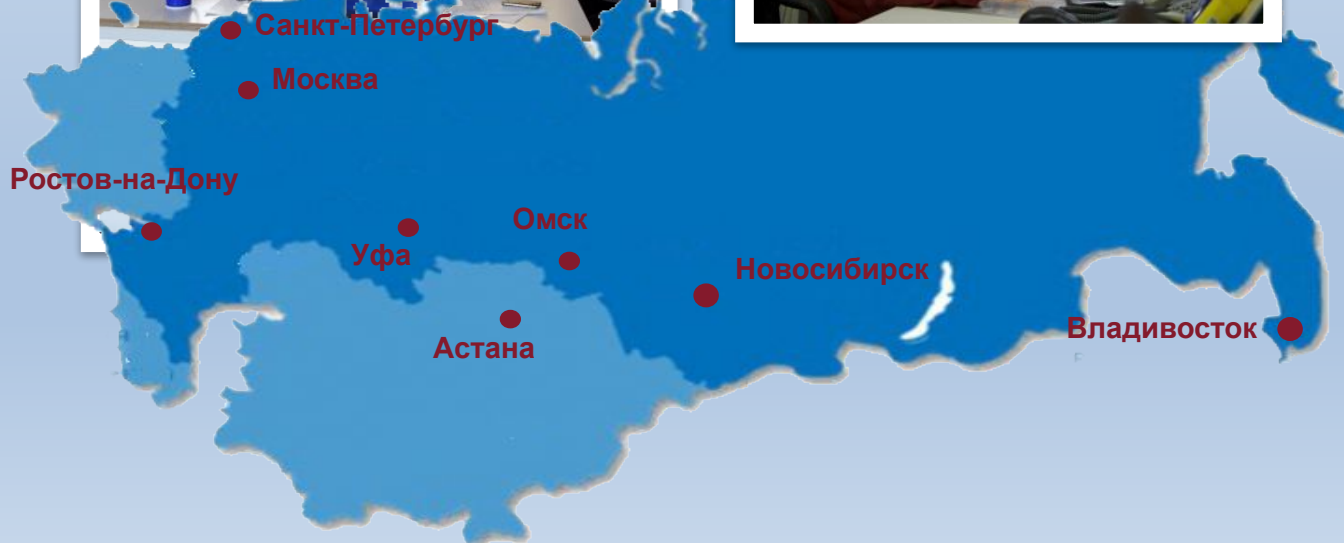 Санкт-Петербург
Москва
Ростов-на-Дону
Омск
Уфа
Новосибирск
Владивосток
Астана